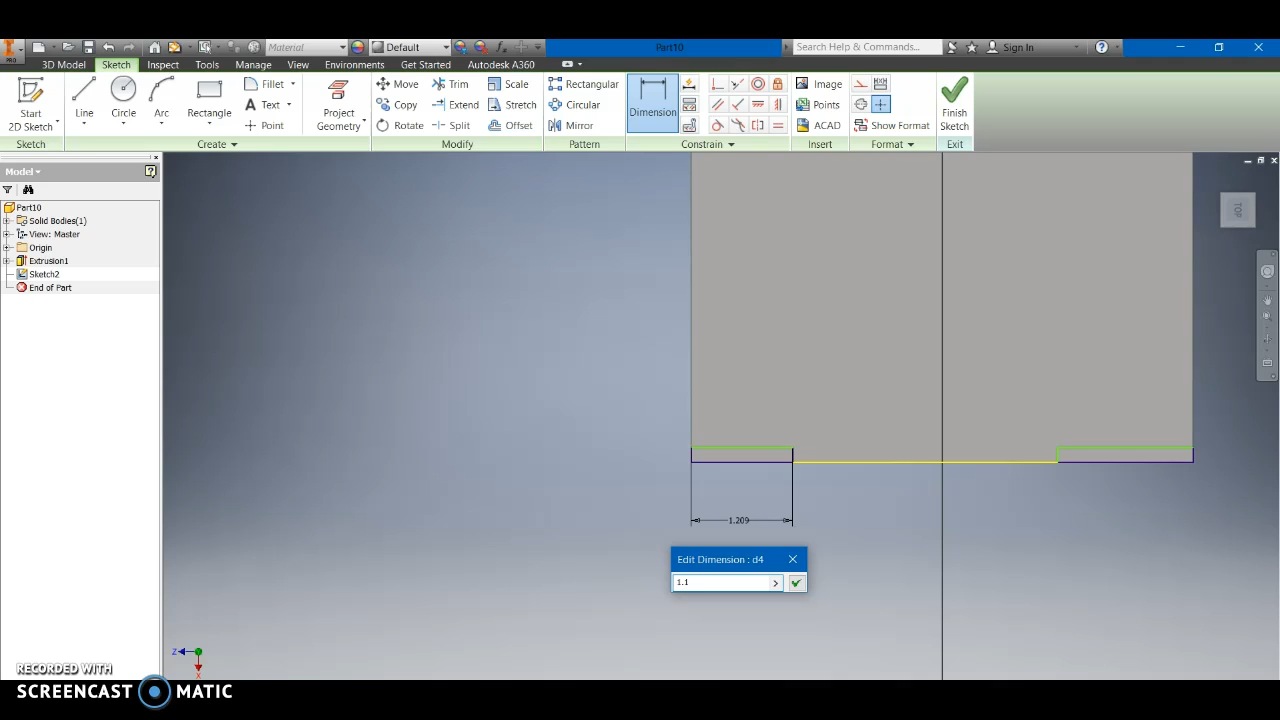 Material
Default
Part10
Search Help & Commands...
Sign In
PRO
3D Model
Sketch
Inspect
Tools
Manage
View
Environments
Get Started
Autodesk A360
Start
2D Sketch
Line
Circle
Arc
Rectangle
Fillet
Text
Point
Project
Geometry
Move
Copy
Rotate
Trim
Extend
Split
Scale
Stretch
Offset
Rectangular
Circular
Mirror
Dimension
Image
Points
ACAD
Show Format
Finish
Sketch
Sketch
Create
Modify
Pattern
Constrain
Insert
Format
Exit
Model
Part10
Solid Bodies(1)
View: Master
Origin
Extrusion1
Sketch2
End of Part
TOP
1.209
Edit Dimension : d4
1.1
Z
X
RECORDED WITH
SCREENCAST MATIC